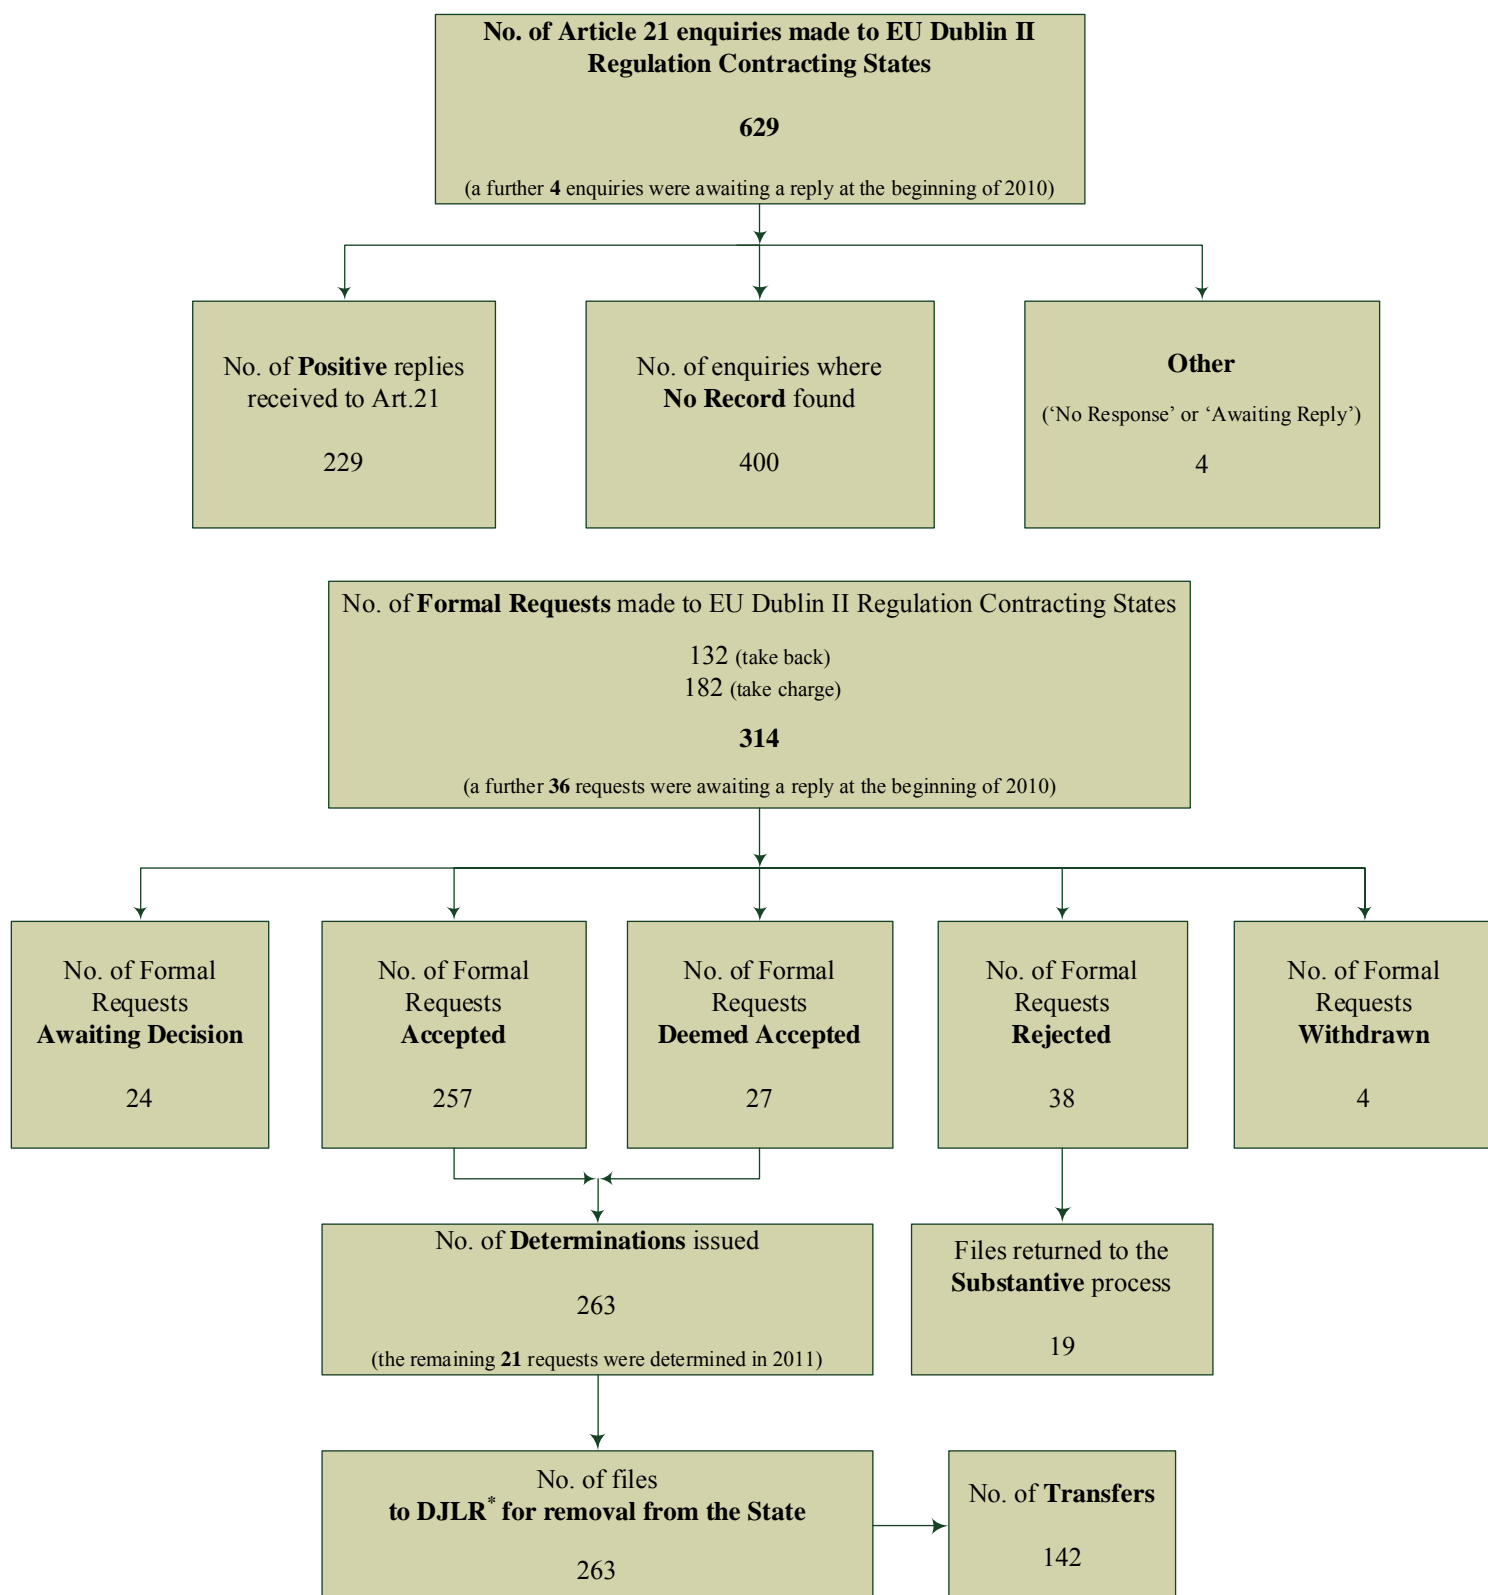 No. of Article 21 enquiries made to EU Dublin II
Regulation Contracting States
629
(a further 4 enquiries were awaiting a reply at the beginning of 2010)
No. of Positive replies
received to Art.21
229
No. of enquiries where
No Record found
400
Other
(‘No Response’ or ‘Awaiting Reply’)
4
No. of Formal Requests made to EU Dublin II Regulation Contracting States
132 (take back)
182 (take charge)
314
(a further 36 requests were awaiting a reply at the beginning of 2010)
No. of Formal
Requests
Awaiting Decision
24
No. of Formal
Requests
Accepted
257
No. of Formal
Requests
Deemed Accepted
27
No. of Formal
Requests
Rejected
38
No. of Formal
Requests
Withdrawn
4
No. of Determinations issued
263
(the remaining 21 requests were determined in 2011)
Files returned to the
Substantive process
19
No. of files
to DJLR* for removal from the State
263
No. of Transfers
142